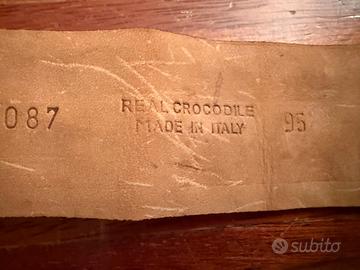 087
REAL CROCODILE
MADE IN ITALY
95
subito